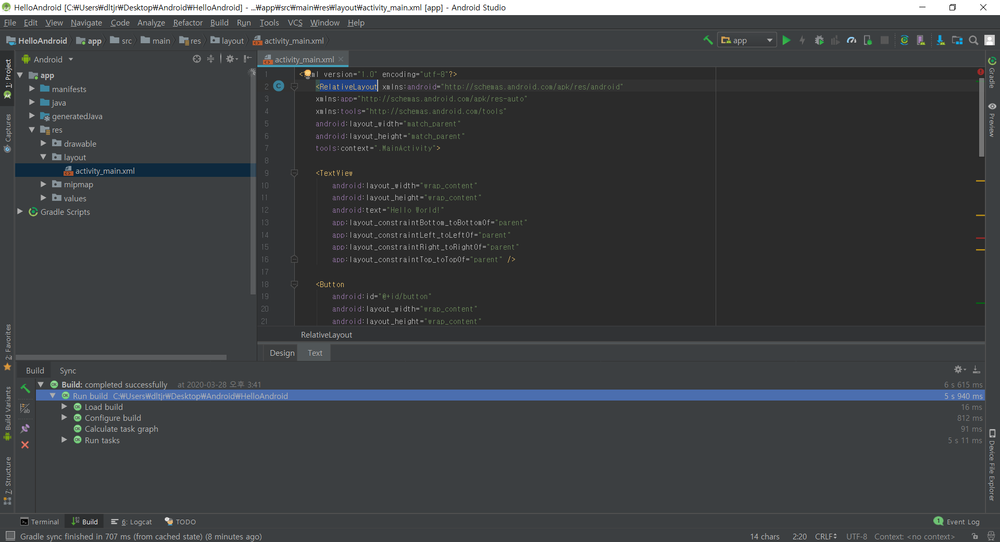 HelloAndroid [C:₩Users₩dltjr₩Desktop₩Android₩HelloAndroid] - ...₩app₩src₩main₩res₩layout₩activity_main.xml [app] - Android Studio
File Edit View Navigate Code Analyze Refactor Build Run Tools VCS Window Help
HelloAndroid app src main res layout activity_main.xml app
Android
activity_main.xml
1: Project
Captures
2: Favorites
Build Variants
7: Structure
app
manifests
java
generatedJava
res
drawable
layout
activity_main.xml
mipmap
values
Gradle Scripts
1 <?xml version="1.0" encoding="utf-8"?>
2 <RelativeLayout xmlns:android="http://schemas.android.com/apk/res/android"
3 xmlns:app="http://schemas.android.com/apk/res-auto"
4 xmlns:tools="http://schemas.android.com/tools"
5 android:layout_width="match_parent"
6 android:layout_height="match_parent"
7 tools:context=".MainActivity">
8
9 <TextView
10 android:layout_width="wrap_content"
11 android:layout_height="wrap_content"
12 android:text="Hello World!"
13 app:layout_constraintBottom_toBottomOf="parent"
14 app:layout_constraintLeft_toLeftOf="parent"
15 app:layout_constraintRight_toRightOf="parent"
16 app:layout_constraintTop_toTopOf="parent" />
17
18 <Button
19 android:id="@+id/button"
20 android:layout_width="wrap_content"
21 android:layout_height="wrap_content"
RelativeLayout
Design Text
Gradle
Preview
Device File Explorer
Build Sync
Build: completed successfully at 2020-03-28 오후 3:41 6 s 615 ms
Run build C:₩Users₩dltjr₩Desktop₩Android₩HelloAndroid 5 s 940 ms
Load build 16 ms
Configure build 812 ms
Calculate task graph 91 ms
Run tasks 5 s 11 ms
Terminal Build 6: Logcat TODO 1 Event Log
Gradle sync finished in 707 ms (from cached state) (8 minutes ago) 14 chars 2:20 CRLF UTF-8 Context: <no context>